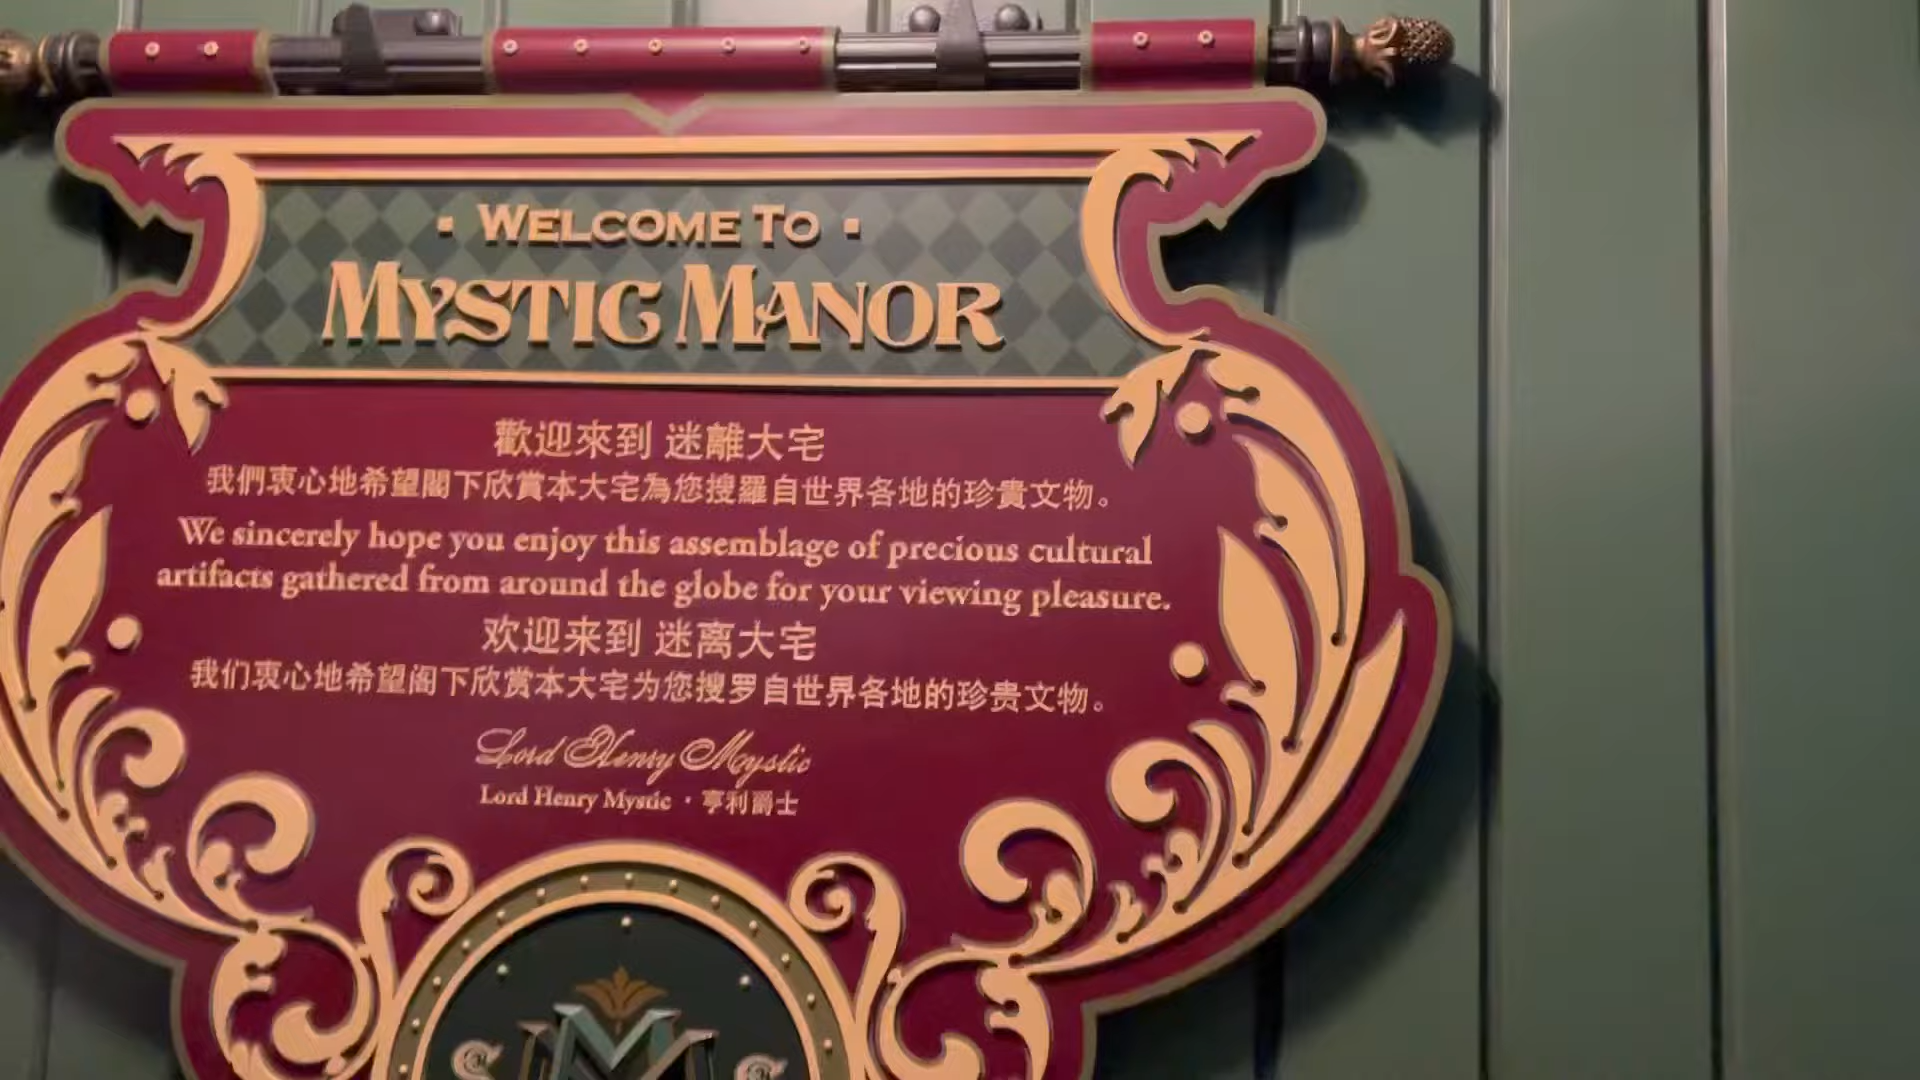 · WELCOME TO ·
MYSTIC MANOR
歡迎來到 迷離大宅
我們衷心地希望閣下欣賞本大宅為您搜羅自世界各地的珍貴文物。
We sincerely hope you enjoy this assemblage of precious cultural
artifacts gathered from around the globe for your viewing pleasure.
欢迎来到 迷离大宅
我们衷心地希望阁下欣赏本大宅为您搜罗自世界各地的珍贵文物。
Lord Henry Mystic
Lord Henry Mystic · 亨利爵士